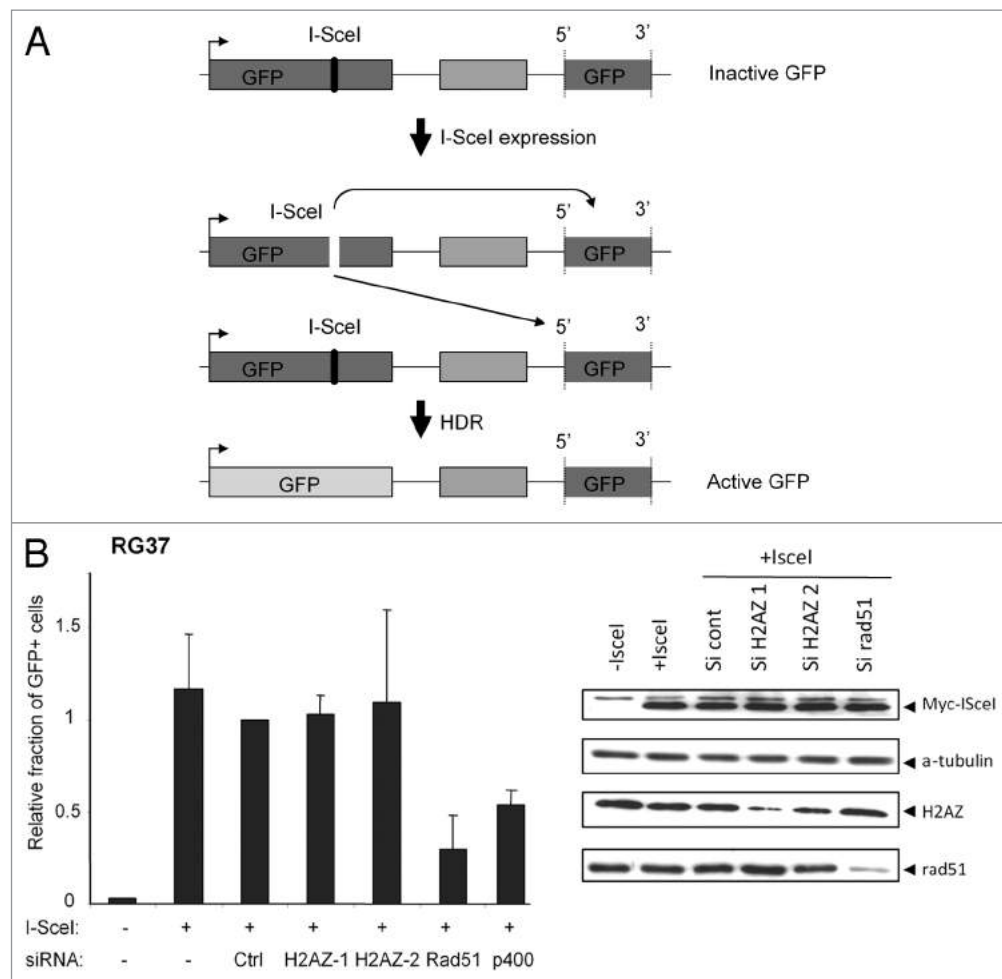 A
I-SceI
5’ 3’
GFP GFP Inactive GFP
I-SceI expression
I-SceI
5’ 3’
GFP GFP
I-SceI
5’ 3’
GFP GFP
HDR
5’ 3’
GFP GFP Active GFP
B
RG37
Relative fraction of GFP+ cells
1.5
1
0.5
0
I-SceI: - + + + + + +
siRNA: - - Ctrl H2AZ-1 H2AZ-2 Rad51 p400
+IsceI
-IsceI
+IsceI
Si cont
Si H2AZ 1
Si H2AZ 2
Si rad51
Myc-ISceI
a-tubulin
H2AZ
rad51